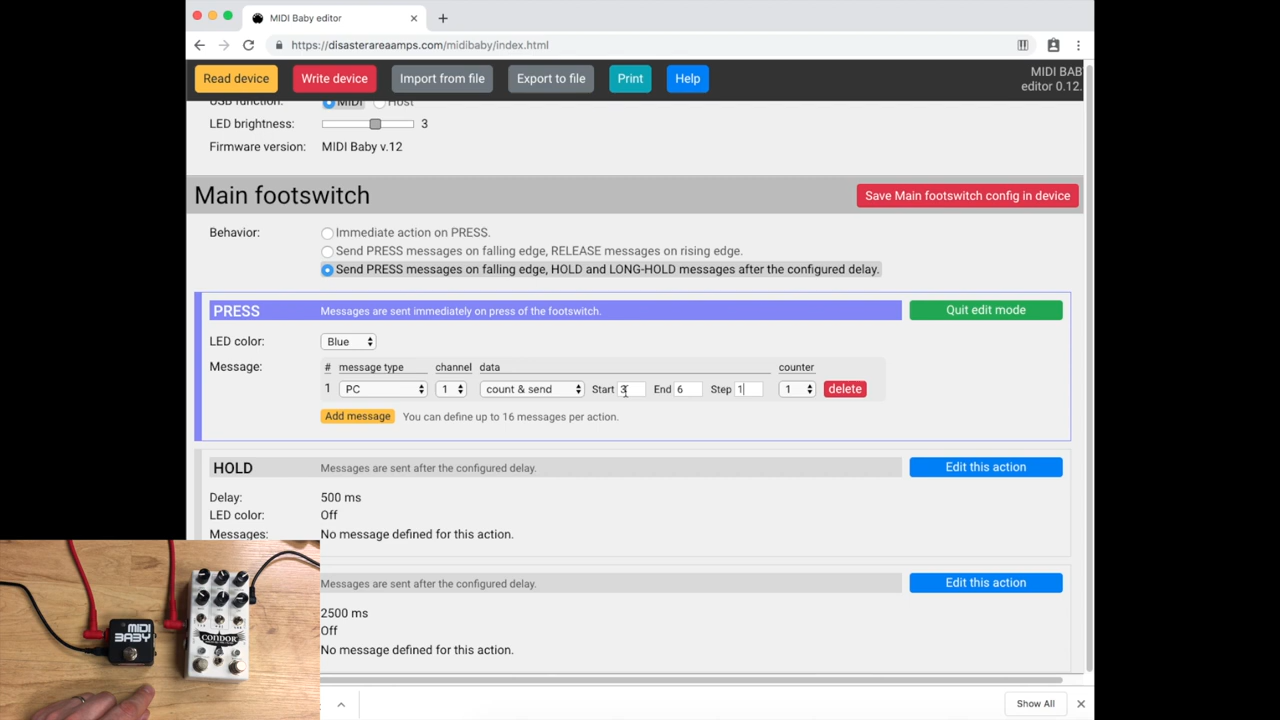 MIDI Baby editor
https://disasterareaamps.com/midibaby/index.html
Read device Write device Import from file Export to file Print Help
MIDI BAB
editor 0.12.
USB function: MIDI Host
LED brightness: 3
Firmware version: MIDI Baby v.12
Main footswitch Save Main footswitch config in device
Behavior: Immediate action on PRESS.
Send PRESS messages on falling edge, RELEASE messages on rising edge.
Send PRESS messages on falling edge, HOLD and LONG-HOLD messages after the configured delay.
PRESS Messages are sent immediately on press of the footswitch. Quit edit mode
LED color: Blue
Message: # message type channel data counter
1 PC 1 count & send Start 3 End 6 Step 1 1 delete
Add message You can define up to 16 messages per action.
HOLD Messages are sent after the configured delay. Edit this action
Delay: 500 ms
LED color: Off
Messages: No message defined for this action.
Messages are sent after the configured delay. Edit this action
2500 ms
Off
No message defined for this action.
MIDI
BABY
CONDOR
Show All